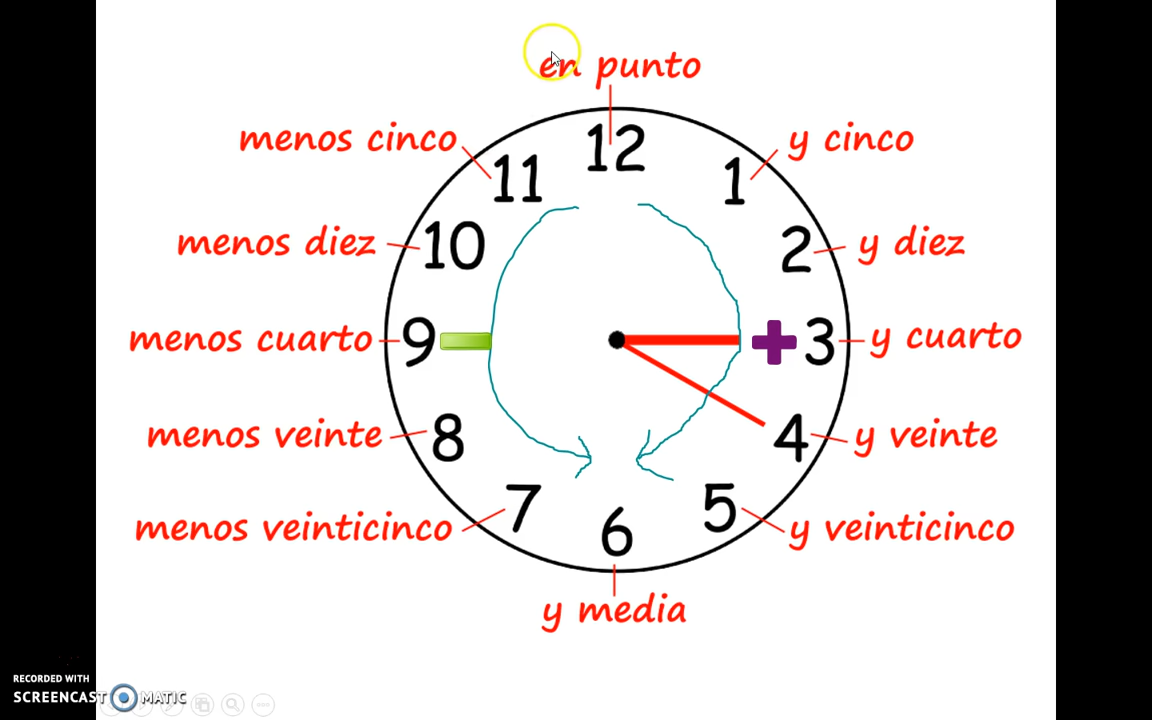 en punto
menos cinco
y cinco
12
11
1
menos diez
10
2
y diez
menos cuarto
9
3
y cuarto
menos veinte
8
4
y veinte
menos veinticinco
7
6
5
y veinticinco
y media
RECORDED WITH
SCREENCAST MATIC